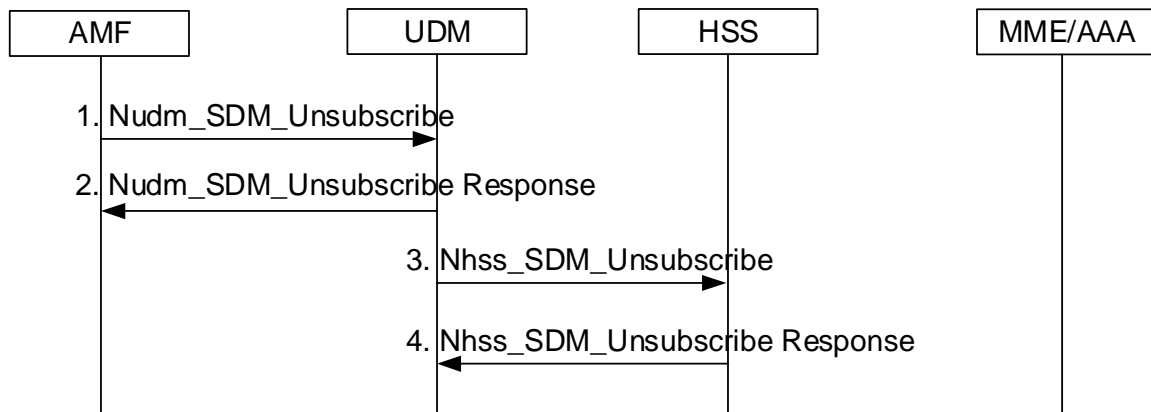 AMF
UDM
HSS
MME/AAA
1. Nudm_SDM_Unsubscribe
2. Nudm_SDM_Unsubscribe Response
3. Nhss_SDM_Unsubscribe
4. Nhss_SDM_Unsubscribe Response